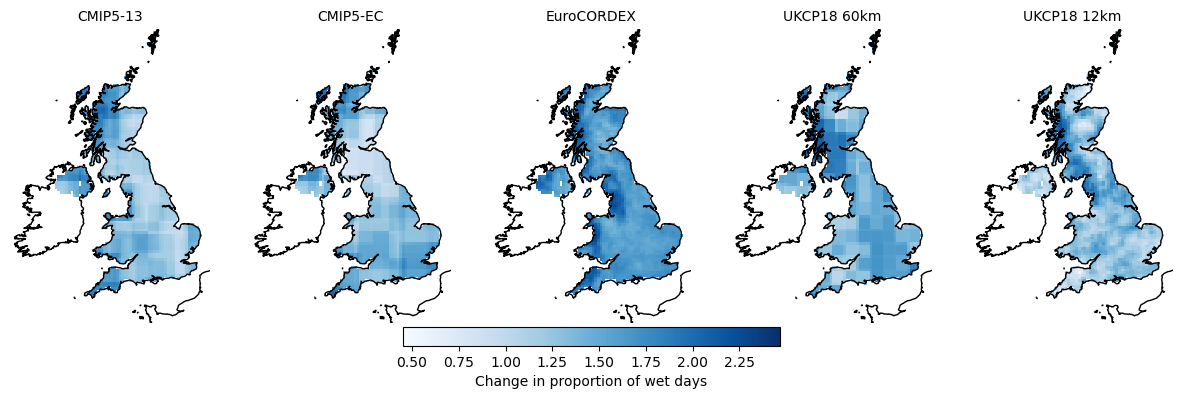 CMIP5-13 CMIP5-EC EuroCORDEX UKCP18 60km UKCP18 12km
0.50 0.75 1.00 1.25 1.50 1.75 2.00 2.25
Change in proportion of wet days